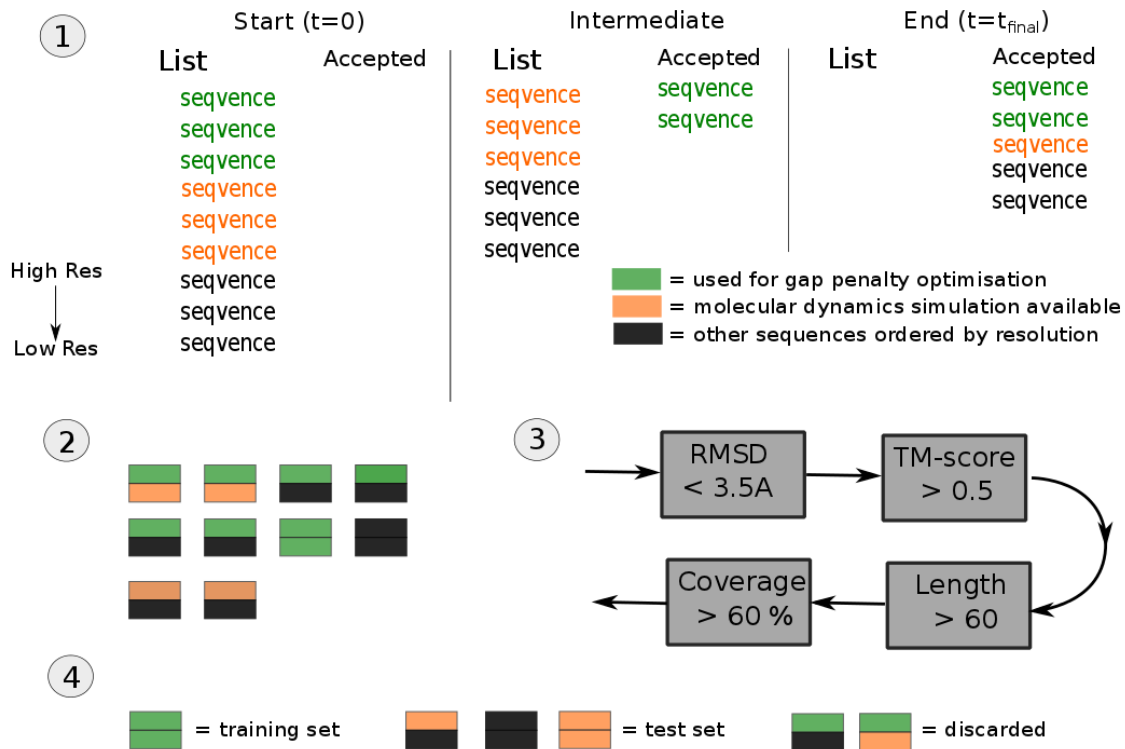 1
Start (t=0)
List
Accepted
seqvence
seqvence
seqvence
seqvence
seqvence
seqvence
seqvence
seqvence
seqvence
High Res
Low Res
Intermediate
List
Accepted
seqvence
seqvence
seqvence
seqvence
seqvence
seqvence
seqvence
seqvence
End (t=tfinal)
List
Accepted
seqvence
seqvence
seqvence
seqvence
seqvence
= used for gap penalty optimisation
= molecular dynamics simulation available
= other sequences ordered by resolution
2
3
RMSD
< 3.5A
TM-score
> 0.5
Length
> 60
Coverage
> 60 %
4
= training set
= test set
= discarded